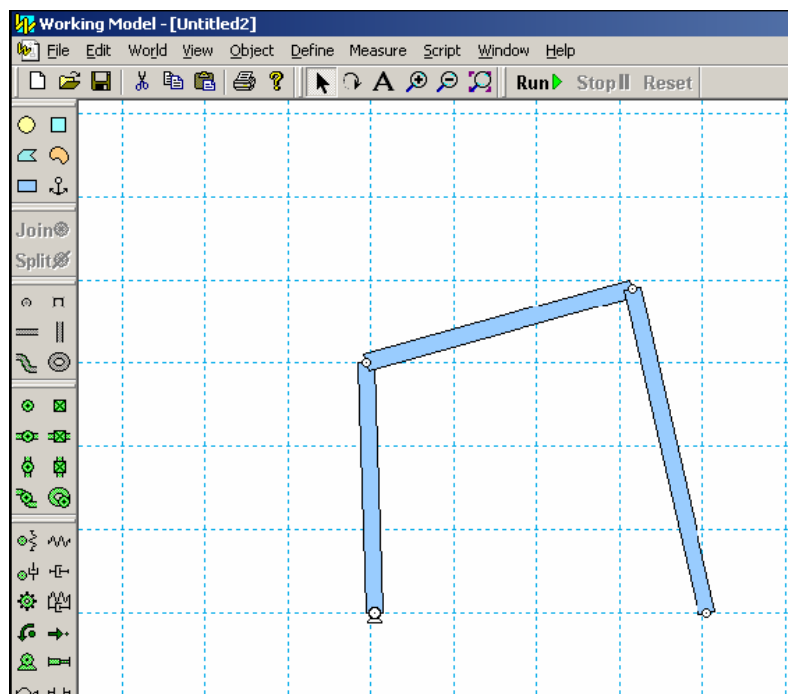 Working Model - [Untitled2]
File Edit World View Object Define Measure Script Window Help
A Run Stop Reset
Join
Split